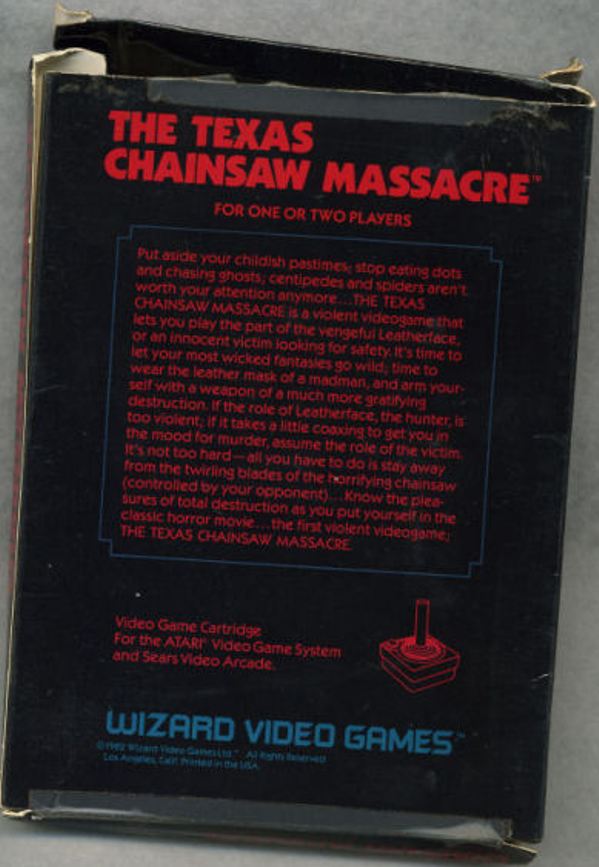 THE TEXAS
CHAINSAW MASSACRE™
FOR ONE OR TWO PLAYERS
Put aside your childish pastimes; stop eating dots
and chasing ghosts; centipedes and spiders aren't
worth your attention anymore...THE TEXAS
CHAINSAW MASSACRE is a violent videogame that
lets you play the part of the vengeful Leatherface,
or an innocent victim looking for safety. It's time to
let your most wicked fantasies go wild; time to
wear the leather mask of a madman, and arm your-
self with a weapon of a much more gratifying
destruction. If the role of Leatherface, the hunter, is
too violent; if it takes a little coaxing to get you in
the mood for murder, assume the role of the victim.
It's not too hard—all you have to do is stay away
from the twirling blades of the horrifying chainsaw
(controlled by your opponent)...Know the plea-
sures of total destruction as you put yourself in the
classic horror movie...the first violent videogame;
THE TEXAS CHAINSAW MASSACRE.
Video Game Cartridge
For the ATARI® Video Game System
and Sears Video Arcade.
WIZARD VIDEO GAMES™
©1982 Wizard Video Games Ltd.™ All Rights Reserved
Los Angeles, Calif. Printed in the USA.